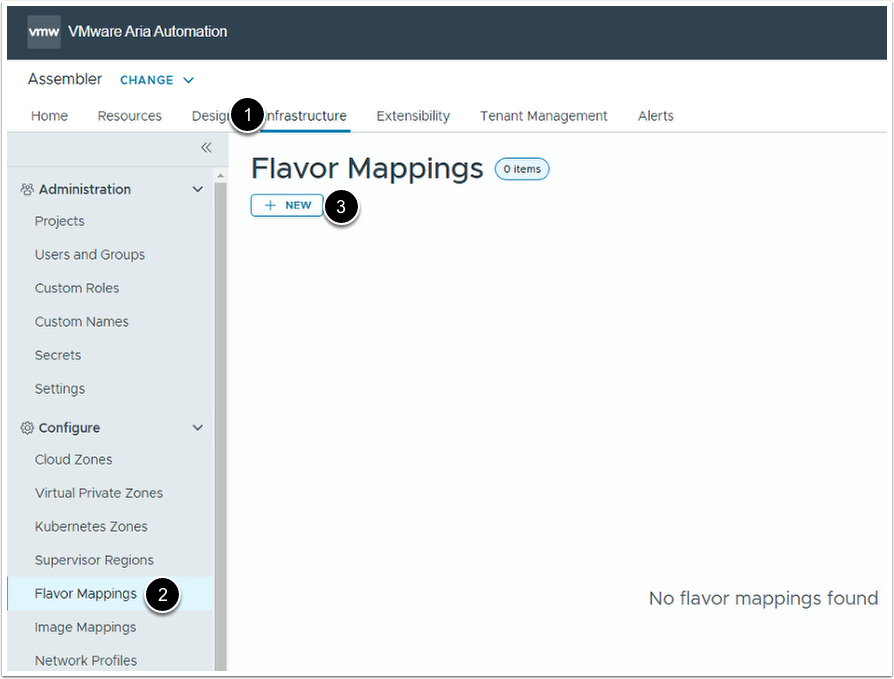 vmw VMware Aria Automation
Assembler CHANGE
Home Resources Design 1 Infrastructure Extensibility Tenant Management Alerts
Flavor Mappings 0 items
+ NEW 3
Administration
Projects
Users and Groups
Custom Roles
Custom Names
Secrets
Settings
Configure
Cloud Zones
Virtual Private Zones
Kubernetes Zones
Supervisor Regions
Flavor Mappings 2
Image Mappings
Network Profiles
No flavor mappings found